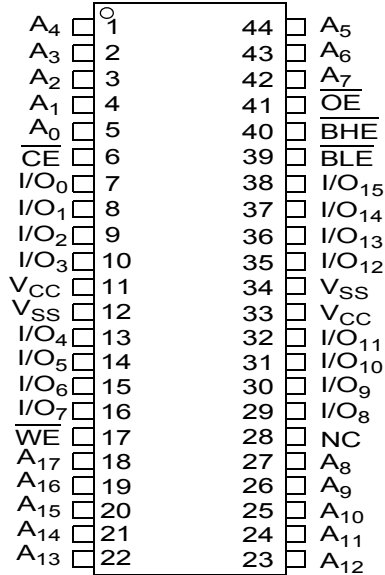 A4 1 44 A5
A3 2 43 A6
A2 3 42 A7
A1 4 41 OE
A0 5 40 BHE
CE 6 39 BLE
I/O0 7 38 I/O15
I/O1 8 37 I/O14
I/O2 9 36 I/O13
I/O3 10 35 I/O12
VCC 11 34 VSS
VSS 12 33 VCC
I/O4 13 32 I/O11
I/O5 14 31 I/O10
I/O6 15 30 I/O9
I/O7 16 29 I/O8
WE 17 28 NC
A17 18 27 A8
A16 19 26 A9
A15 20 25 A10
A14 21 24 A11
A13 22 23 A12